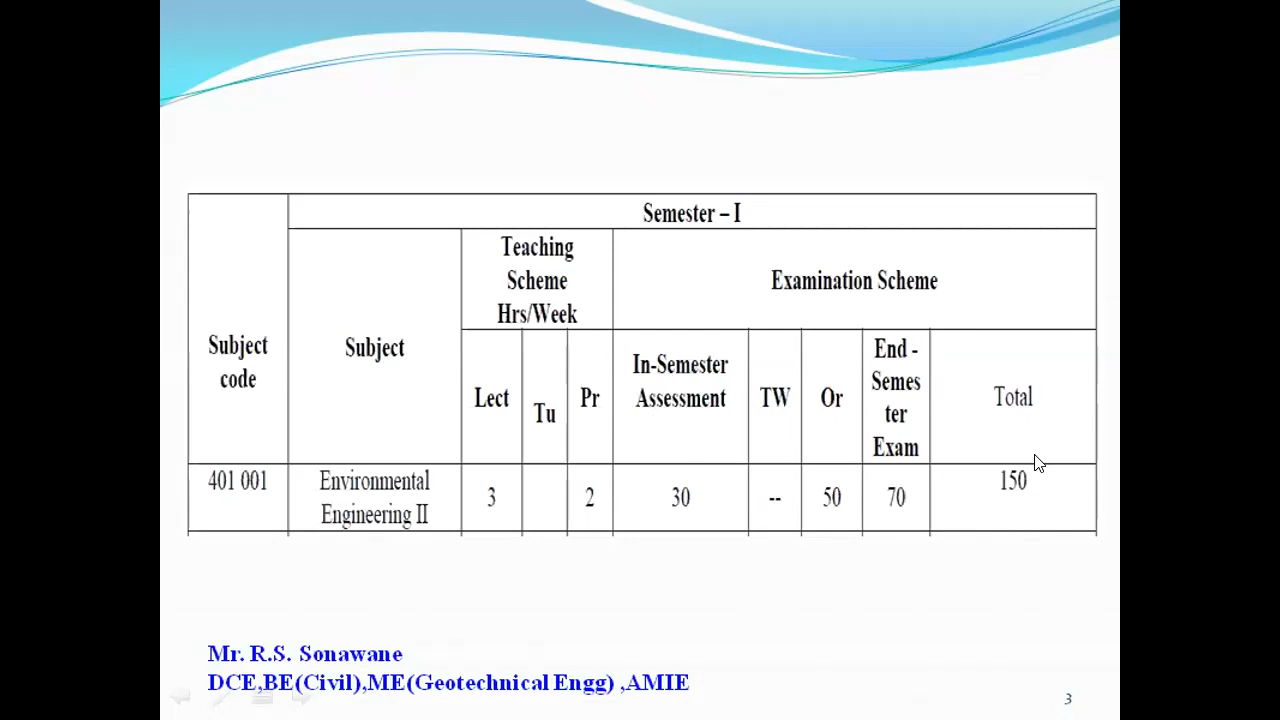 Semester – I
Subject
code
Subject
Teaching
Scheme
Hrs/Week
Examination Scheme
Lect
Tu
Pr
In-Semester
Assessment
TW
Or
End -
Semes
ter
Exam
Total
401 001
Environmental
Engineering II
3
2
30
--
50
70
150
Mr. R.S. Sonawane
DCE,BE(Civil),ME(Geotechnical Engg) ,AMIE
3